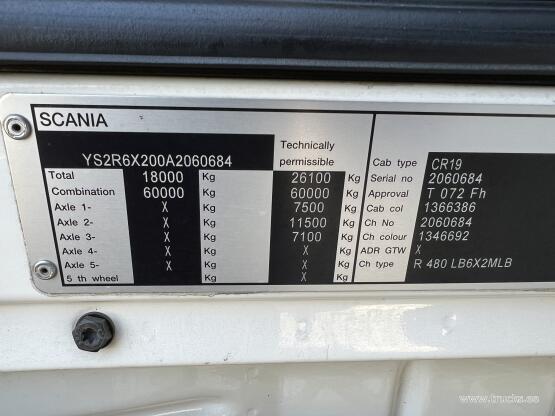 SCANIA
Technically
permissible
YS2R6X200A2060684
Total 18000 Kg 26100 Kg
Combination 60000 Kg 60000 Kg
Axle 1- X Kg 7500 Kg
Axle 2- X Kg 11500 Kg
Axle 3- X Kg 7100 Kg
Axle 4- X Kg X Kg
Axle 5- X Kg X Kg
5 th wheel Kg X Kg
Cab type CR19
Serial no 2060684
Approval T 072 Fh
Cab col 1366386
Ch No 2060684
Ch colour 1346692
ADR GTW X
Ch type R 480 LB6X2MLB
www.trucks.ee